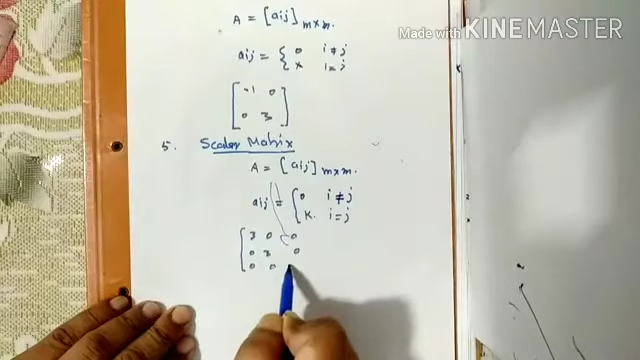 Made with KINEMASTER
A = [aij] m×m.
aij = { 0 i ≠ j
x i = j
[ -1 0
0 3 ]
5. Scalar Matrix
A = [aij] m×m.
aij = { 0 i ≠ j
K. i = j
[ 3 0 0
0 3 0
0 0